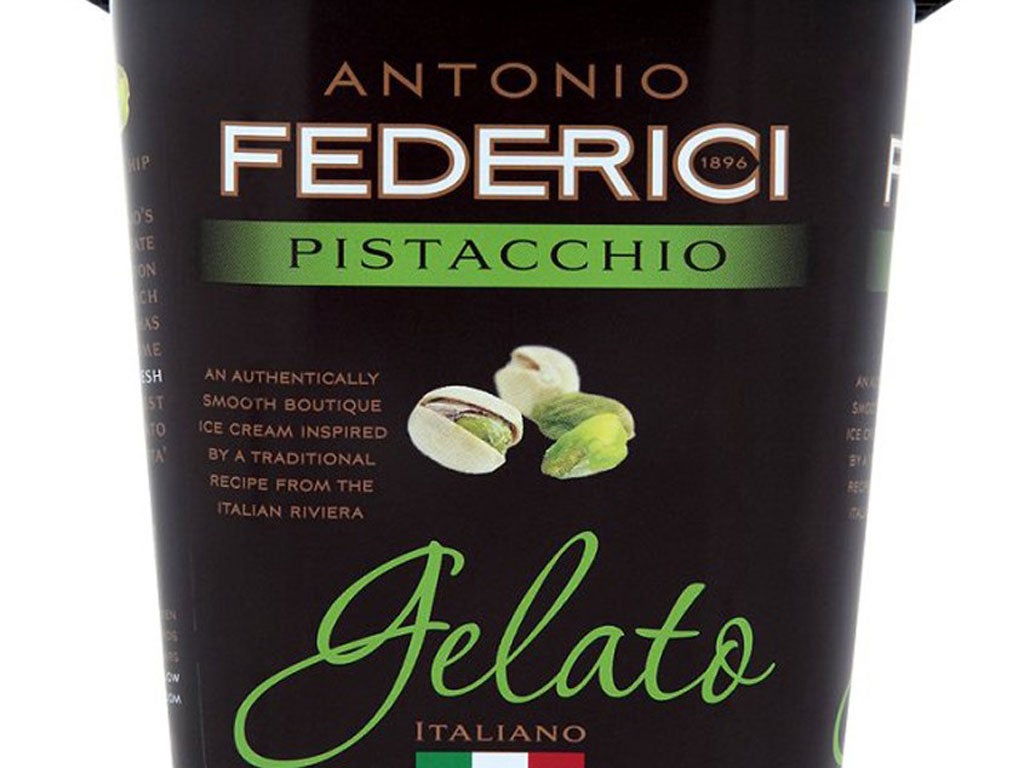 ANTONIO
FEDERICI
1896
PISTACCHIO
AN AUTHENTICALLY
SMOOTH BOUTIQUE
ICE CREAM INSPIRED
BY A TRADITIONAL
RECIPE FROM THE
ITALIAN RIVIERA
Gelato
ITALIANO